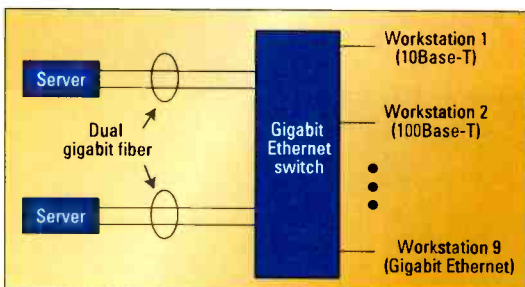 Server
Dual
gigabit fiber
Server
Gigabit
Ethernet
switch
Workstation 1
(10Base-T)
Workstation 2
(100Base-T)
Workstation 9
(Gigabit Ethernet)